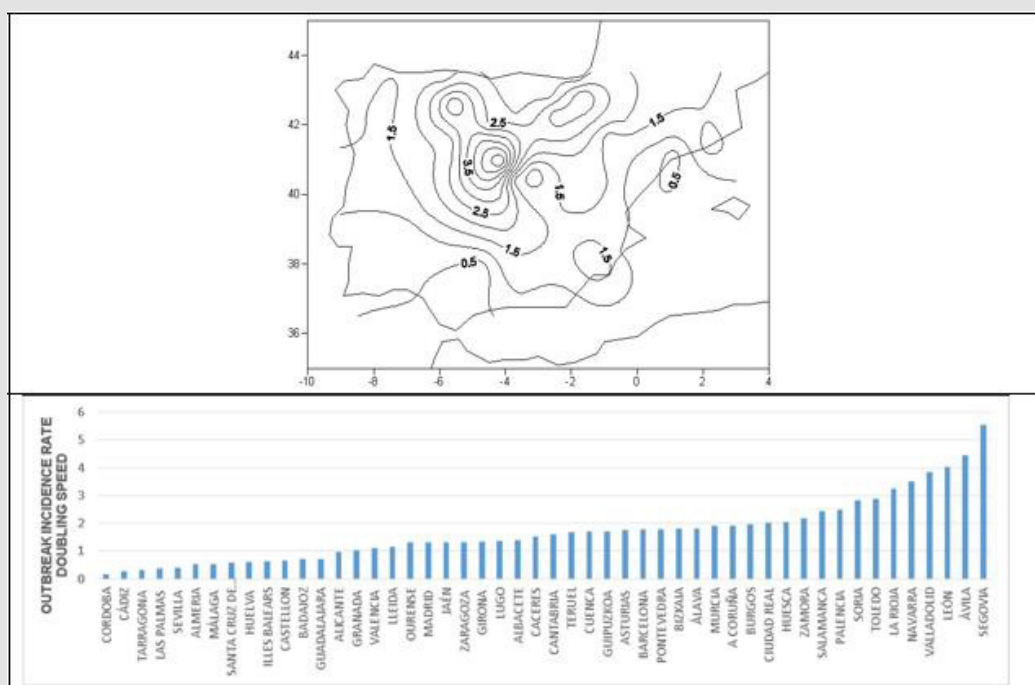 44
42
40
38
36
-10 -8 -6 -4 -2 0 2 4
1.5
2.5
3.5
2.5
1.5
1.5
1.5
0.5
1.5
0.5
OUTBREAK INCIDENCE RATE
DOUBLING SPEED
6
5
4
3
2
1
0
CORDOBA
CÁDIZ
TARRAGONA
LAS PALMAS
SEVILLA
ALMERIA
MÁLAGA
SANTA CRUZ DE...
HUELVA
ILLES BALEARS
CASTELLON
BADAJOZ
GUADALAJARA
ALICANTE
GRANADA
VALENCIA
LLEIDA
OURENSE
MADRID
JAÉN
ZARAGOZA
GIRONA
LUGO
ALBACETE
CACERES
CANTABRIA
TERUEL
CUENCA
GUIPUZXOA
ASTURIAS
BARCELONA
PONTEVEDRA
BIZXAIA
ÁLAVA
MURCIA
A CORUÑA
BURGOS
CIUDAD REAL
HUESCA
ZAMORA
SALAMANCA
PALENCIA
SORIA
TOLEDO
LA RIOJA
NAVARRA
VALLADOLID
LEÓN
ÁVILA
SEGOVIA